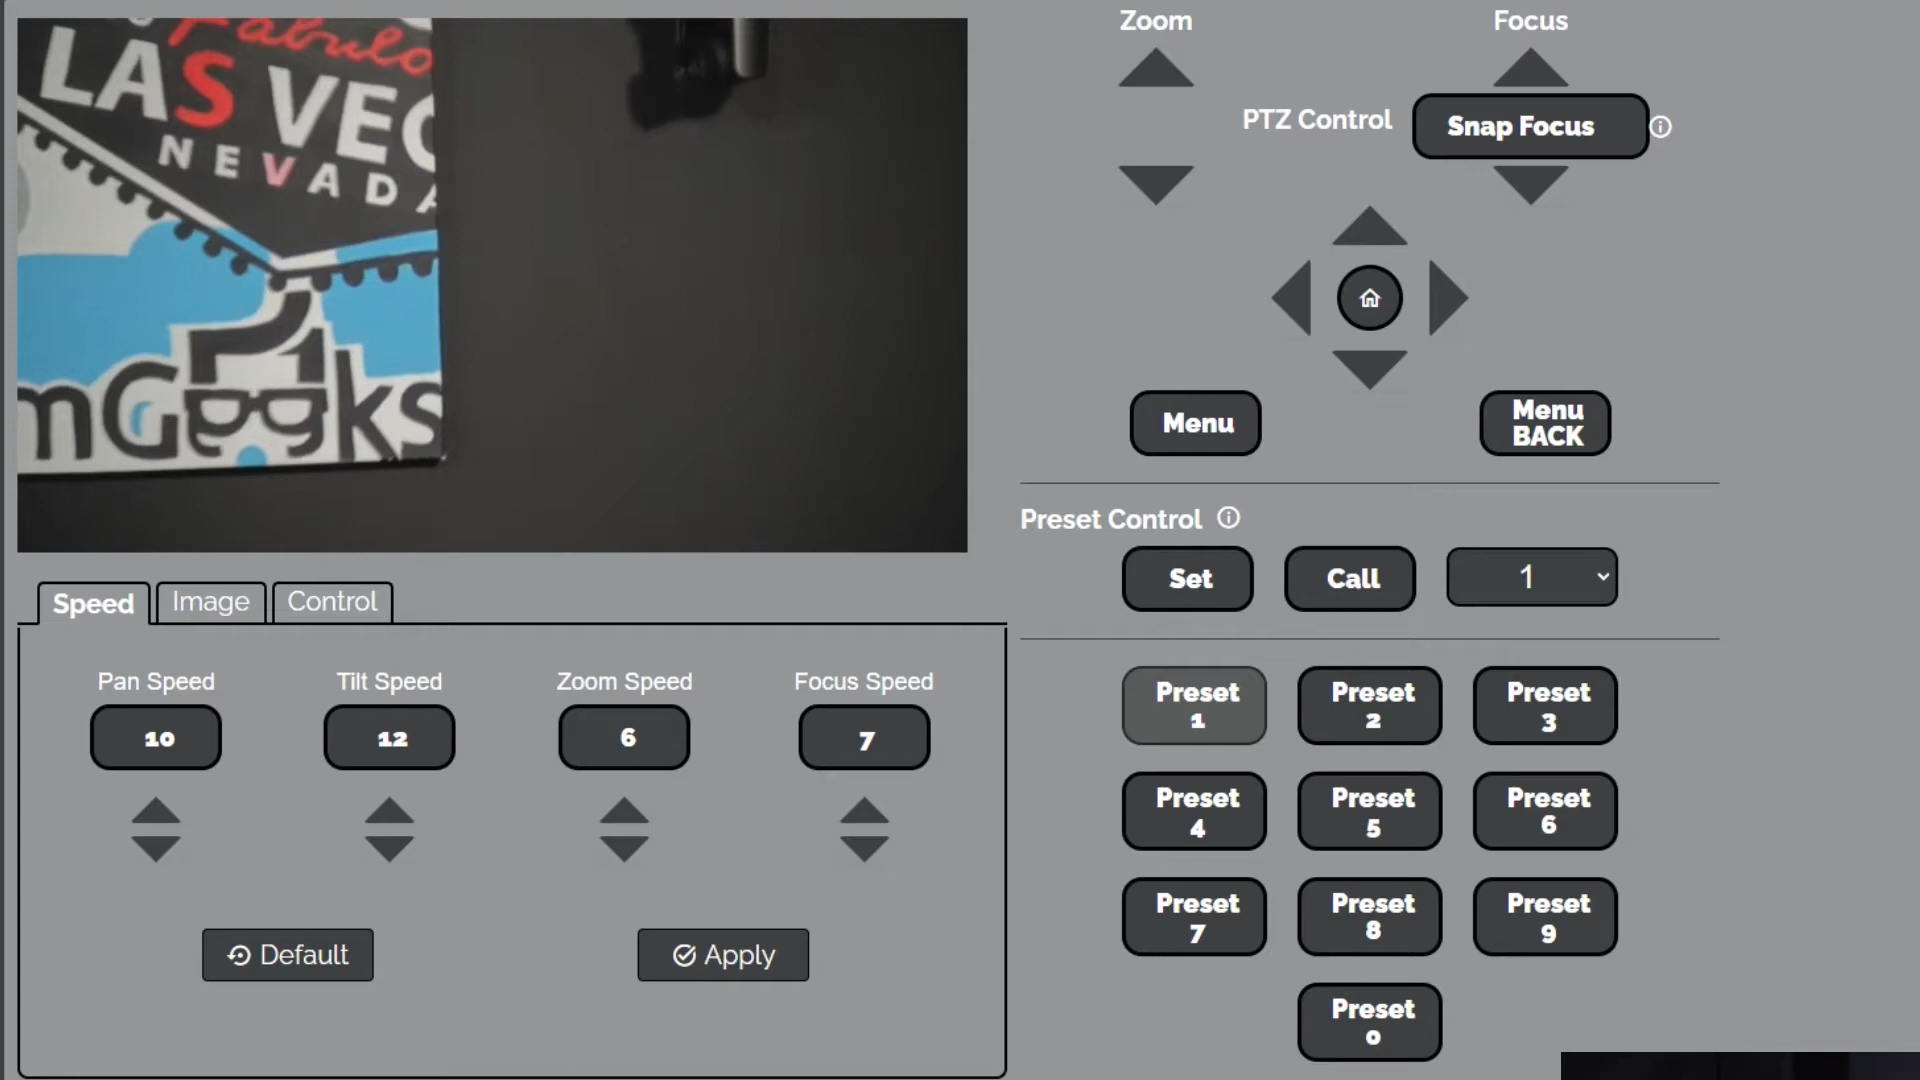 Fabulo
LAS VEG
NEVADA
mGeeks
Zoom
Focus
PTZ Control
Snap Focus
Menu
Menu
BACK
Preset Control
Set
Call
1
Speed
Image
Control
Pan Speed
Tilt Speed
Zoom Speed
Focus Speed
10
12
6
7
Default
Apply
Preset
1
Preset
2
Preset
3
Preset
4
Preset
5
Preset
6
Preset
7
Preset
8
Preset
9
Preset
0